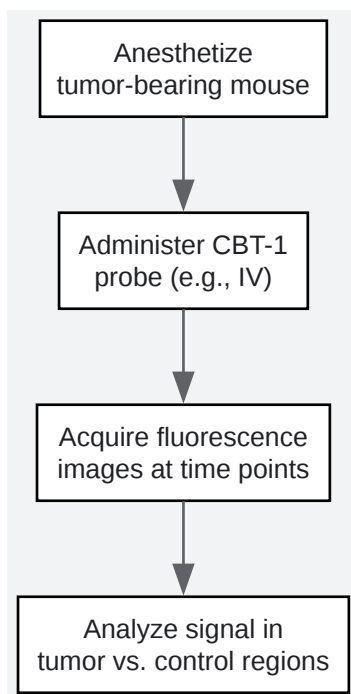 Anesthetize
tumor-bearing mouse
Administer CBT-1
probe (e.g., IV)
Acquire fluorescence
images at time points
Analyze signal in
tumor vs. control regions